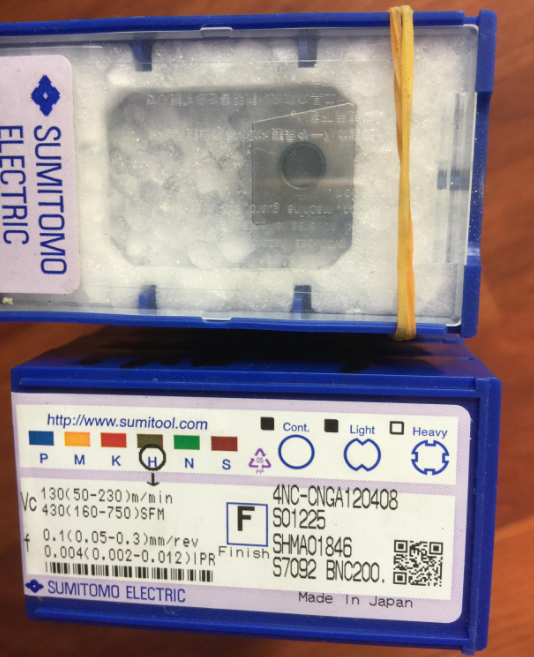 SUMITOMO
ELECTRIC
http://www.sumitool.com
Cont. Light Heavy
P M K H N S
05
PP
Vc 130(50-230)m/min
430(160-750)SFM
f 0.1(0.05-0.3)mm/rev
0.004(0.002-0.012)IPR
F
Finish
4NC-CNGA120408
S01225
SHMA01846
S7092 BNC200.
SUMITOMO ELECTRIC
Made In Japan